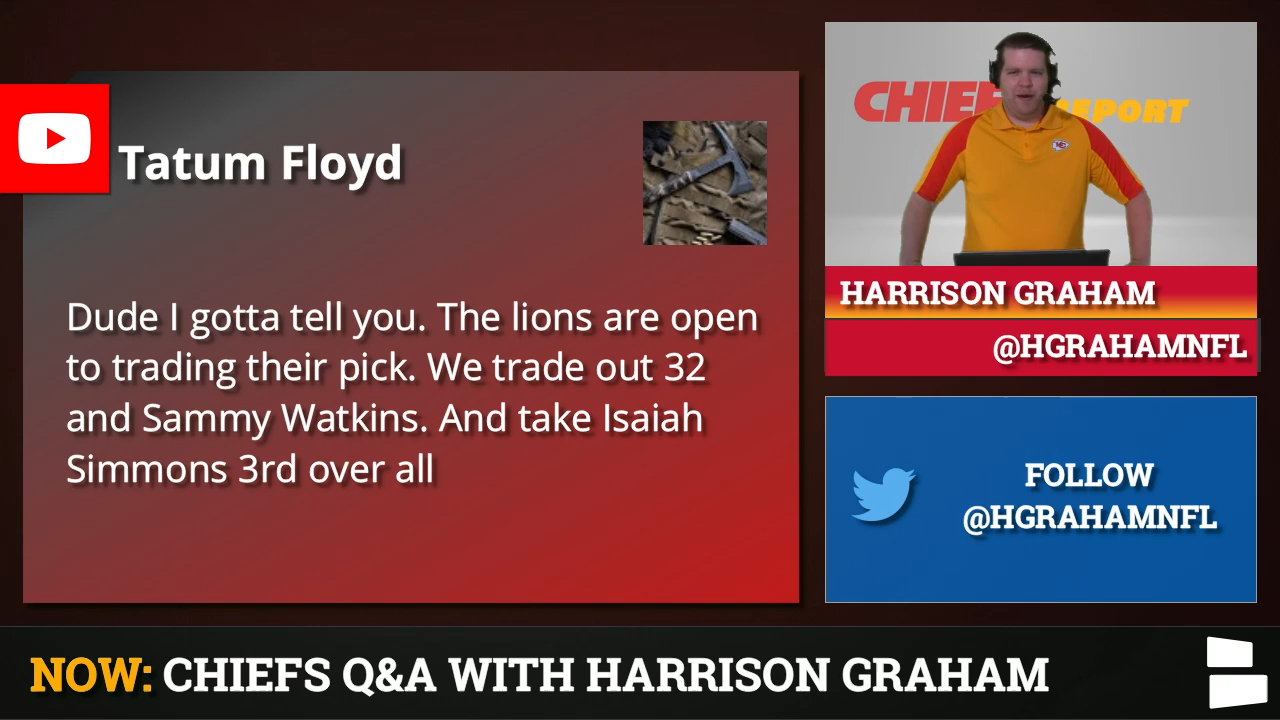 Tatum Floyd
Dude I gotta tell you. The lions are open
to trading their pick. We trade out 32
and Sammy Watkins. And take Isaiah
Simmons 3rd over all
CHIEF
REPORT
HARRISON GRAHAM
@HGRAHAMNFL
FOLLOW
@HGRAHAMNFL
NOW: CHIEFS Q&A WITH HARRISON GRAHAM